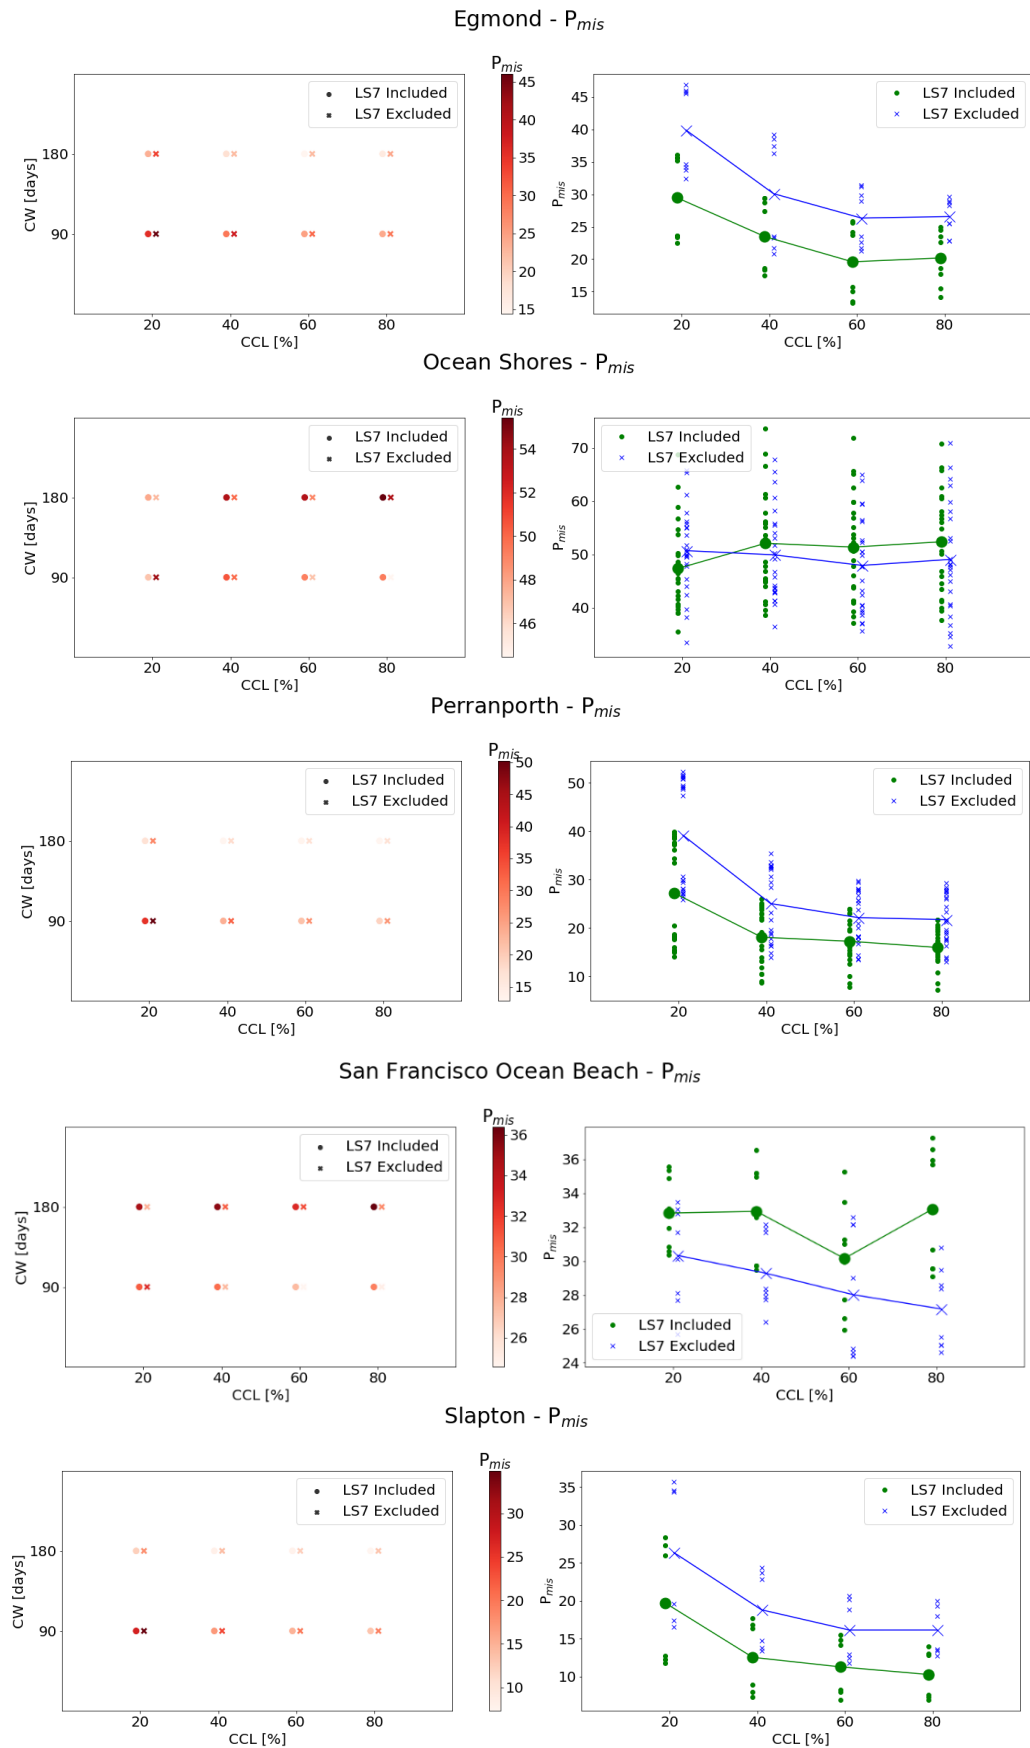 Egmond - P_mis
P_mis
LS7 Included
LS7 Excluded
CW [days]
180
90
20 40 60 80
CCL [%]
45
40
35
30
25
20
15
LS7 Included
LS7 Excluded
P_mis
45
40
35
30
25
20
15
20 40 60 80
CCL [%]
Ocean Shores - P_mis
P_mis
LS7 Included
LS7 Excluded
CW [days]
180
90
20 40 60 80
CCL [%]
54
52
50
48
46
LS7 Included
LS7 Excluded
P_mis
70
60
50
40
20 40 60 80
CCL [%]
Perranporth - P_mis
P_mis
LS7 Included
LS7 Excluded
CW [days]
180
90
20 40 60 80
CCL [%]
50
45
40
35
30
25
20
15
LS7 Included
LS7 Excluded
P_mis
50
40
30
20
10
20 40 60 80
CCL [%]
San Francisco Ocean Beach - P_mis
P_mis
LS7 Included
LS7 Excluded
CW [days]
180
90
20 40 60 80
CCL [%]
36
34
32
30
28
26
P_mis
36
34
32
30
28
26
24
LS7 Included
LS7 Excluded
20 40 60 80
CCL [%]
Slapton - P_mis
P_mis
LS7 Included
LS7 Excluded
CW [days]
180
90
20 40 60 80
CCL [%]
30
25
20
15
10
LS7 Included
LS7 Excluded
P_mis
35
30
25
20
15
10
20 40 60 80
CCL [%]